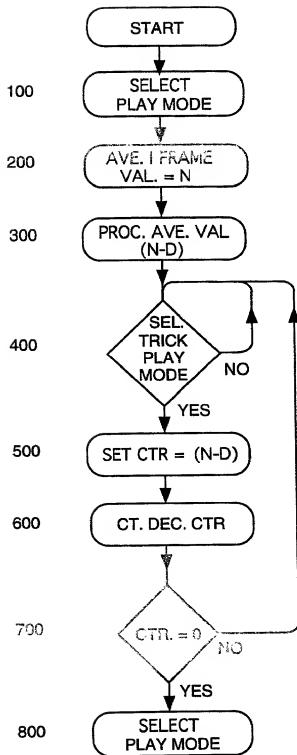 START
100
SELECT
PLAY MODE
200
AVE. I FRAME
VAL. = N
300
PROC. AVE. VAL
(N-D)
400
SEL.
TRICK
PLAY
MODE
NO
YES
500
SET CTR = (N-D)
600
CT. DEC. CTR
700
CTR. = 0
NO
YES
800
SELECT
PLAY MODE